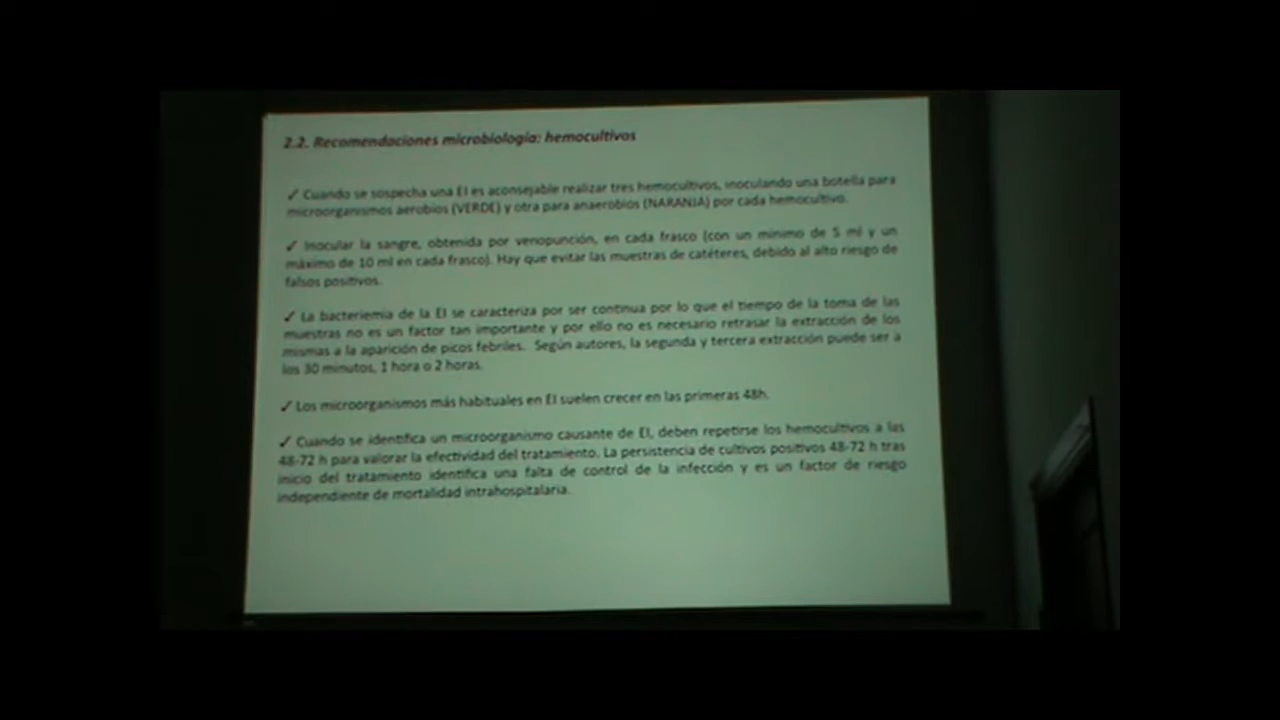 2.2. Recomendaciones microbiología: hemocultivos
✓ Cuando se sospecha una EI es aconsejable realizar tres hemocultivos, inoculando una botella para
microorganismos aerobios (VERDE) y otra para anaerobios (NARANJA) por cada hemocultivo.
✓ Inocular la sangre, obtenida por venopunción, en cada frasco (con un mínimo de 5 ml y un
máximo de 10 ml en cada frasco). Hay que evitar las muestras de catéteres, debido al alto riesgo de
falsos positivos.
✓ La bacteriemia de la EI se caracteriza por ser continua por lo que el tiempo de la toma de las
muestras no es un factor tan importante y por ello no es necesario retrasar la extracción de los
mismas a la aparición de picos febriles. Según autores, la segunda y tercera extracción puede ser a
los 30 minutos, 1 hora o 2 horas.
✓ Los microorganismos más habituales en EI suelen crecer en las primeras 48h.
✓ Cuando se identifica un microorganismo causante de EI, deben repetirse los hemocultivos a las
48-72 h para valorar la efectividad del tratamiento. La persistencia de cultivos positivos 48-72 h tras
inicio del tratamiento identifica una falta de control de la infección y es un factor de riesgo
independiente de mortalidad intrahospitalaria.